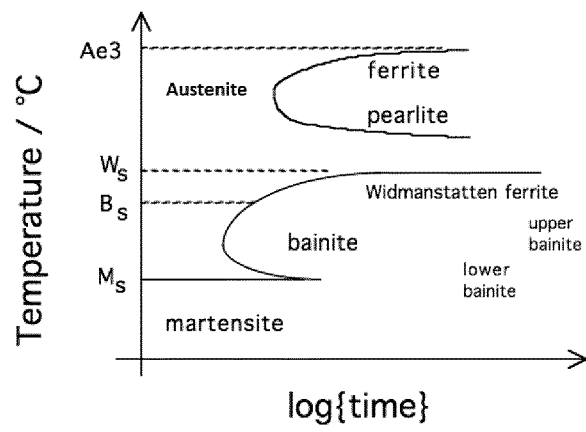 Temperature / °C
Ae3
Austenite
ferrite
pearlite
Ws
Widmanstatten ferrite
Bs
upper
bainite
bainite
lower
bainite
Ms
martensite
log{time}